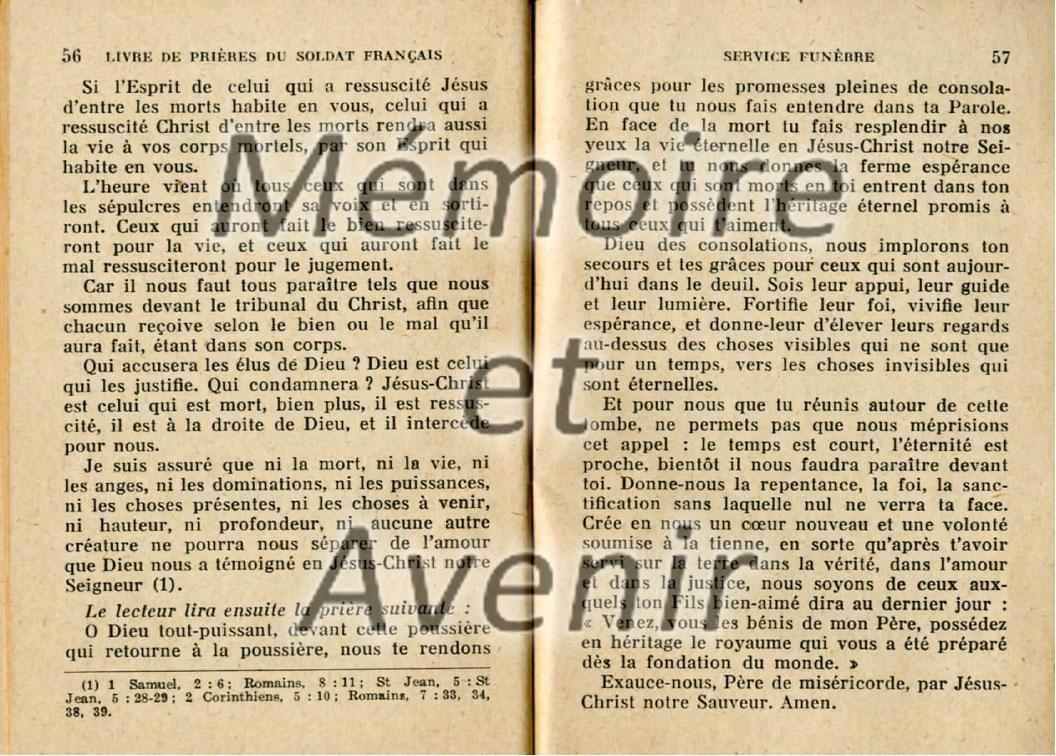 56 LIVRE DE PRIÈRES DU SOLDAT FRANÇAIS
Si l'Esprit de celui qui a ressuscité Jésus
d'entre les morts habite en vous, celui qui a
ressuscité Christ d'entre les morts rendra aussi
la vie à vos corps mortels, par son Esprit qui
habite en vous.
L'heure vient où tous ceux qui sont dans
les sépulcres entendront sa voix et en sorti-
ront. Ceux qui auront fait le bien ressuscite-
ront pour la vie, et ceux qui auront fait le
mal ressusciteront pour le jugement.
Car il nous faut tous paraître tels que nous
sommes devant le tribunal du Christ, afin que
chacun reçoive selon le bien ou le mal qu'il
aura fait, étant dans son corps.
Qui accusera les élus dé Dieu ? Dieu est celui
qui les justifie. Qui condamnera ? Jésus-Christ
est celui qui est mort, bien plus, il est ressus-
cité, il est à la droite de Dieu, et il intercède
pour nous.
Je suis assuré que ni la mort, ni la vie, ni
les anges, ni les dominations, ni les puissances,
ni les choses présentes, ni les choses à venir,
ni hauteur, ni profondeur, ni aucune autre
créature ne pourra nous séparer de l'amour
que Dieu nous a témoigné en Jésus-Christ notre
Seigneur (1).
Le lecteur lira ensuite la prière suivante :
O Dieu tout-puissant, devant cette poussière
qui retourne à la poussière, nous te rendons
(1) 1 Samuel, 2 : 6 ; Romains, 8 : 11 ; St Jean, 5 : St
Jean, 5 : 28-29 ; 2 Corinthiens, 5 : 10 ; Romains, 7 : 33, 34,
38, 39.
SERVICE FUNÈBRE 57
grâces pour les promesses pleines de consola-
tion que tu nous fais entendre dans ta Parole.
En face de la mort tu fais resplendir à nos
yeux la vie éternelle en Jésus-Christ notre Sei-
gneur, et tu nous donnes la ferme espérance
que ceux qui sont morts en toi entrent dans ton
repos et possèdent l'héritage éternel promis à
tous ceux qui t'aiment.
Dieu des consolations, nous implorons ton
secours et tes grâces pour ceux qui sont aujour-
d'hui dans le deuil. Sois leur appui, leur guide
et leur lumière. Fortifie leur foi, vivifie leur
espérance, et donne-leur d'élever leurs regards
au-dessus des choses visibles qui ne sont que
pour un temps, vers les choses invisibles qui
sont éternelles.
Et pour nous que tu réunis autour de cette
tombe, ne permets pas que nous méprisions
cet appel : le temps est court, l'éternité est
proche, bientôt il nous faudra paraître devant
toi. Donne-nous la repentance, la foi, la sanc-
tification sans laquelle nul ne verra ta face.
Crée en nous un cœur nouveau et une volonté
soumise à la tienne, en sorte qu'après t'avoir
servi sur la terre dans la vérité, dans l'amour
et dans la justice, nous soyons de ceux aux-
quels ton Fils bien-aimé dira au dernier jour :
« Venez, vous les bénis de mon Père, possédez
en héritage le royaume qui vous a été préparé
dès la fondation du monde. »
Exauce-nous, Père de miséricorde, par Jésus-
Christ notre Sauveur. Amen.
Mémoire
et
Avenir